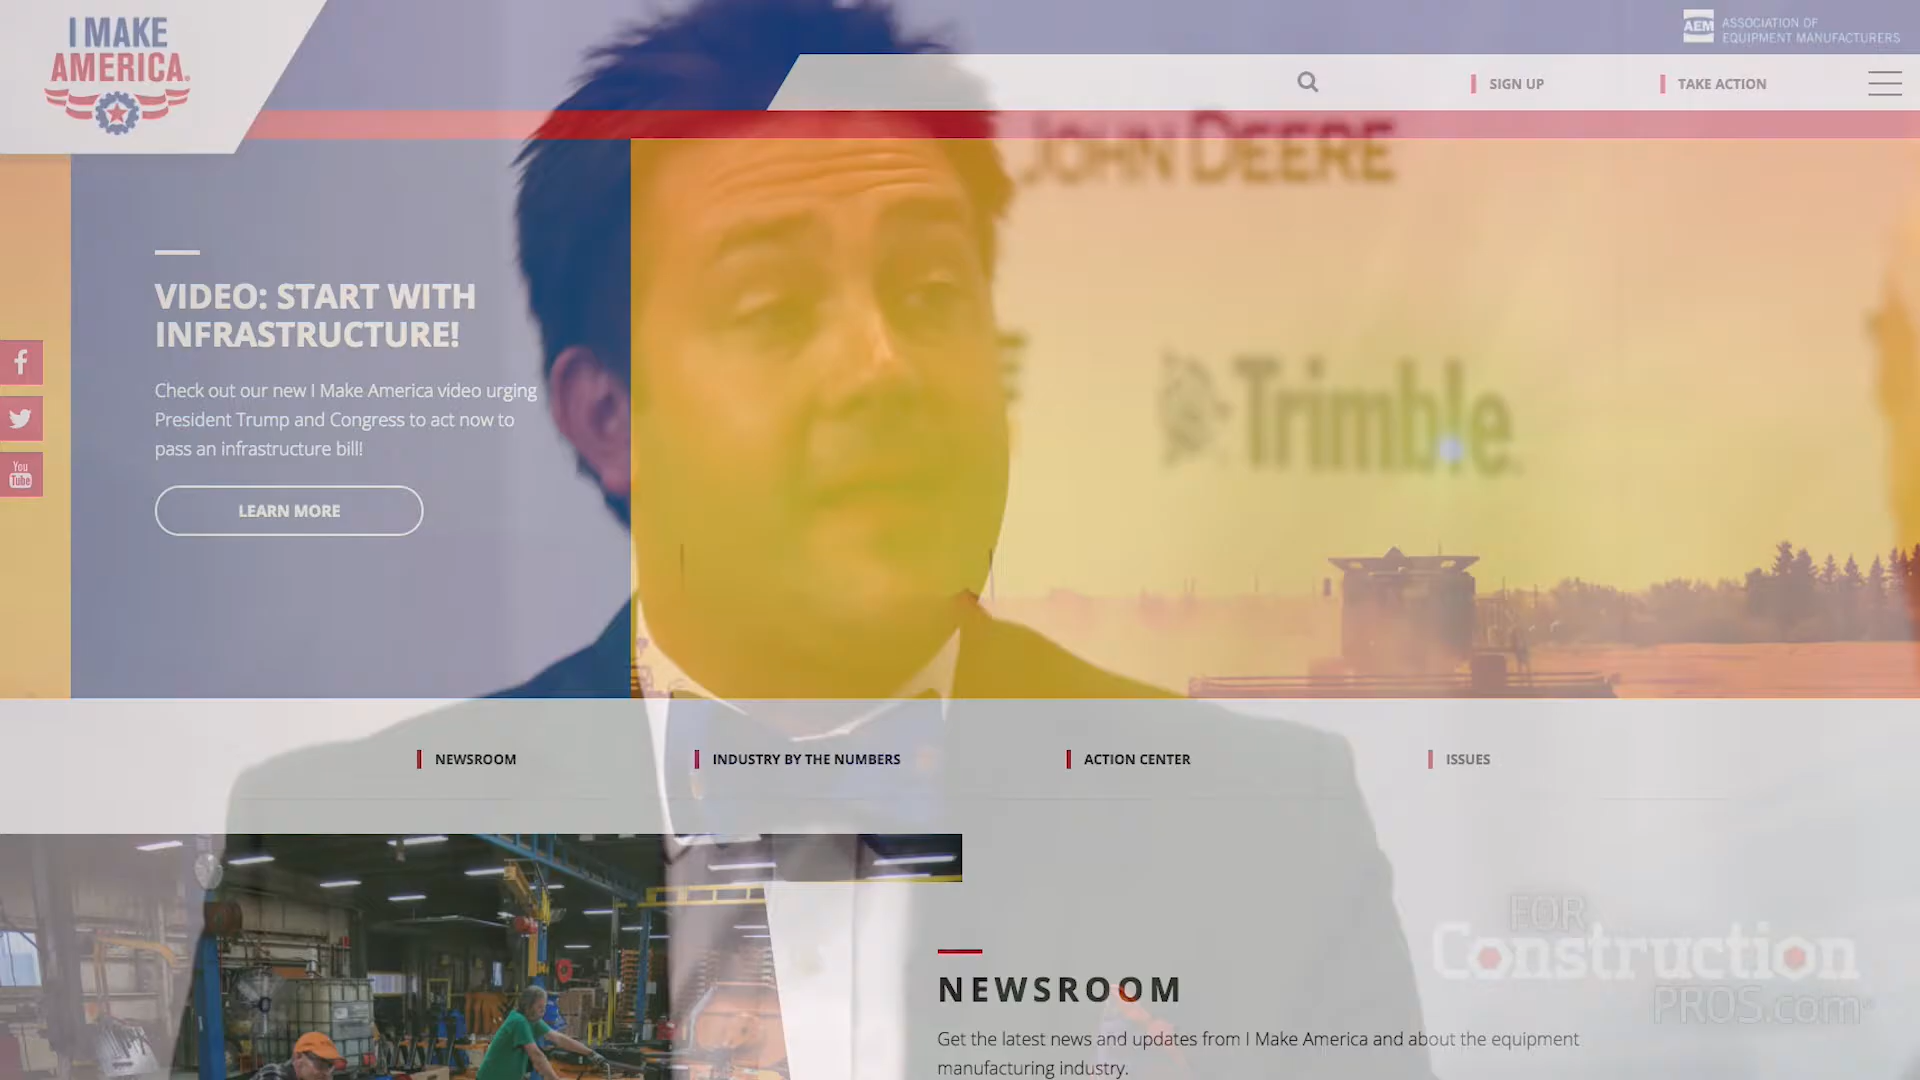 I MAKE
AMERICA.
AEM
ASSOCIATION OF
EQUIPMENT MANUFACTURERS
SIGN UP
TAKE ACTION
JOHN DEERE
VIDEO: START WITH
INFRASTRUCTURE!
Check out our new I Make America video urging
President Trump and Congress to act now to
pass an infrastructure bill!
LEARN MORE
You
Tube
Trimble.
NEWSROOM
INDUSTRY BY THE NUMBERS
ACTION CENTER
ISSUES
NEWSROOM
Get the latest news and updates from I Make America and about the equipment
manufacturing industry.
FOR
Construction
PROS.com